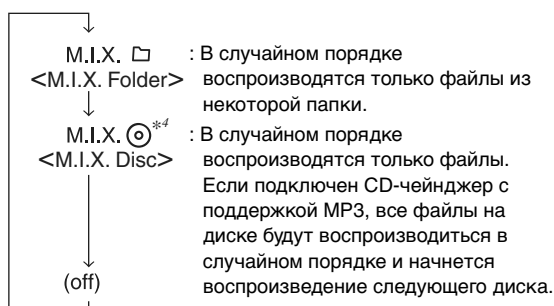 M.I.X. : В случайном порядке
<M.I.X. Folder> воспроизводятся только файлы из
некоторой папки.
M.I.X. *4 : В случайном порядке
<M.I.X. Disc> воспроизводятся только файлы.
Если подключен CD-чейнджер с
поддержкой MP3, все файлы на
диске будут воспроизводиться в
(off) случайном порядке и начнется
воспроизведение следующего диска.